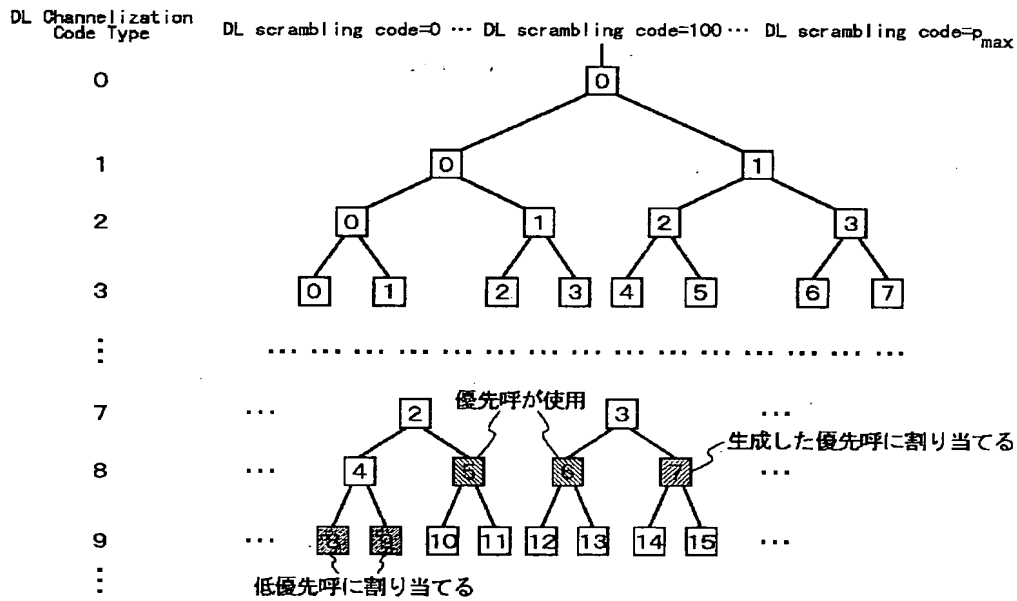 DL Channelization
Code Type
DL scrambling code=0 ··· DL scrambling code=100 ··· DL scrambling code=pmax
0 0
1 0 1
2 0 1 2 3
3 0 1 2 3 4 5 6 7
⋮ ··· ··· ··· ··· ··· ··· ··· ··· ··· ··· ··· ··· ··· ··· ···
優先呼が使用
7 ··· 2 3 ···
生成した優先呼に割り当てる
8 ··· 4 5 6 7 ···
9 ··· 8 9 10 11 12 13 14 15 ···
⋮
低優先呼に割り当てる